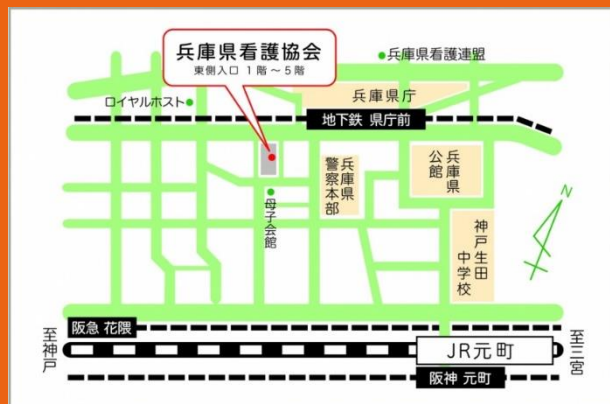 兵庫県看護協会
東側入口 1階～5階
兵庫県看護連盟
兵庫県庁
ロイヤルホスト
地下鉄 県庁前
兵庫県
警察本部
兵庫県
公館
母子会館
神戸生田
中学校
N
阪急 花隈
至神戸
至三宮
JR元町
阪神 元町